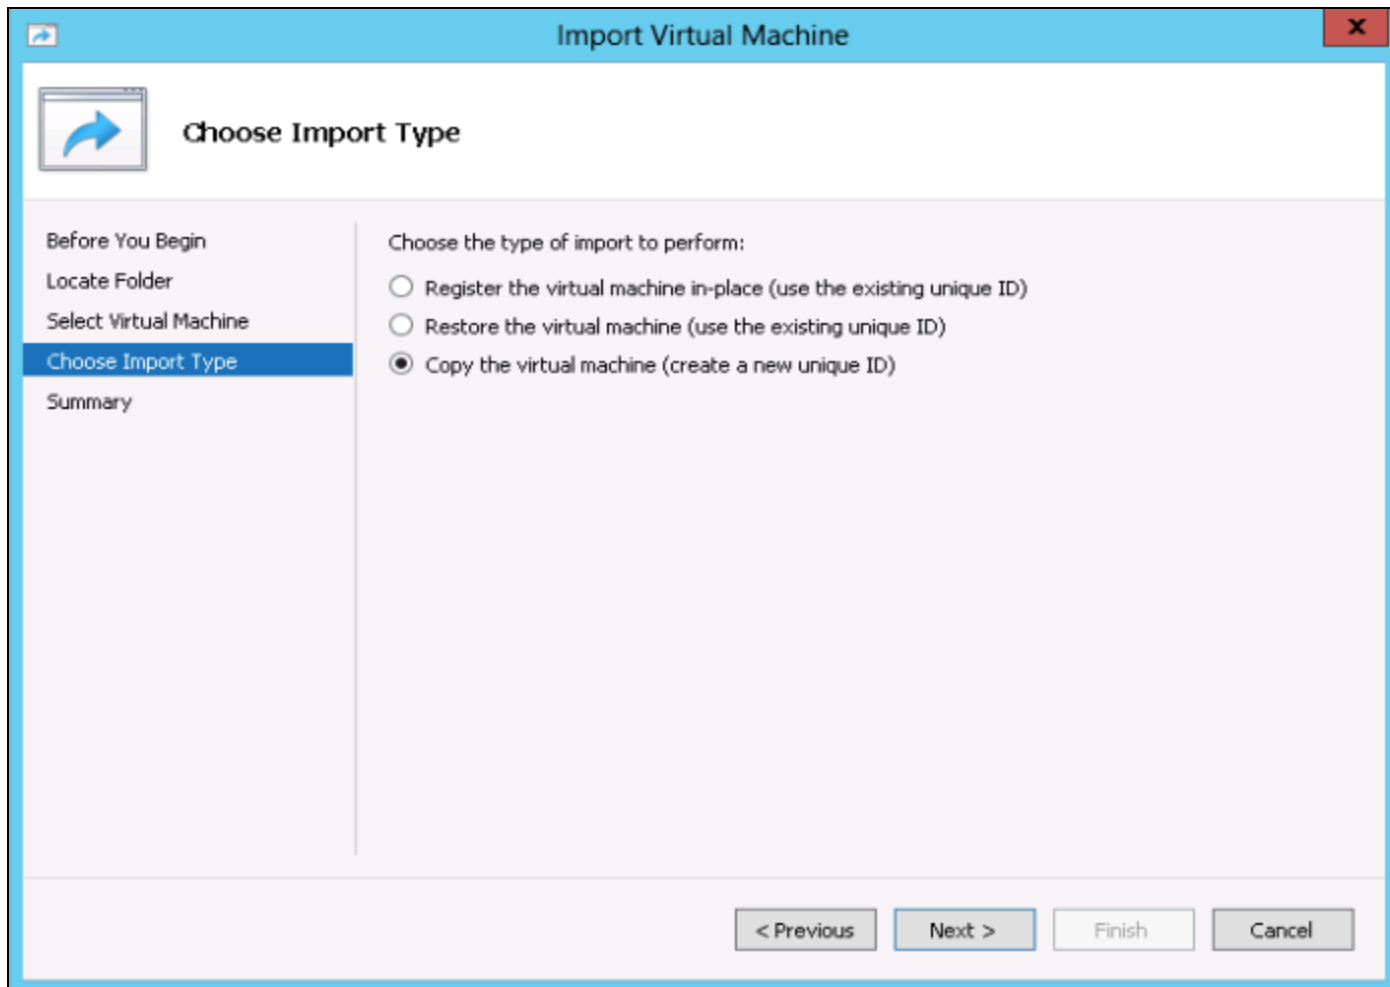 Import Virtual Machine
X
Choose Import Type
Before You Begin
Locate Folder
Select Virtual Machine
Choose Import Type
Summary
Choose the type of import to perform:
Register the virtual machine in-place (use the existing unique ID)
Restore the virtual machine (use the existing unique ID)
Copy the virtual machine (create a new unique ID)
< Previous
Next >
Finish
Cancel